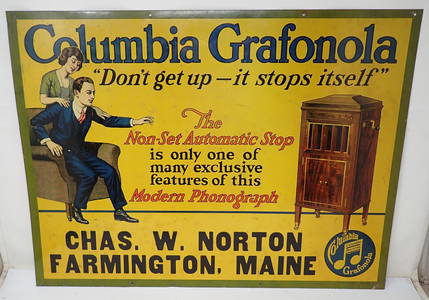 Columbia Grafonola
"Don't get up — it stops itself"
The
Non-Set Automatic Stop
is only one of
many exclusive
features of this
Modern Phonograph
CHAS. W. NORTON
FARMINGTON, MAINE
Columbia
Grafonola